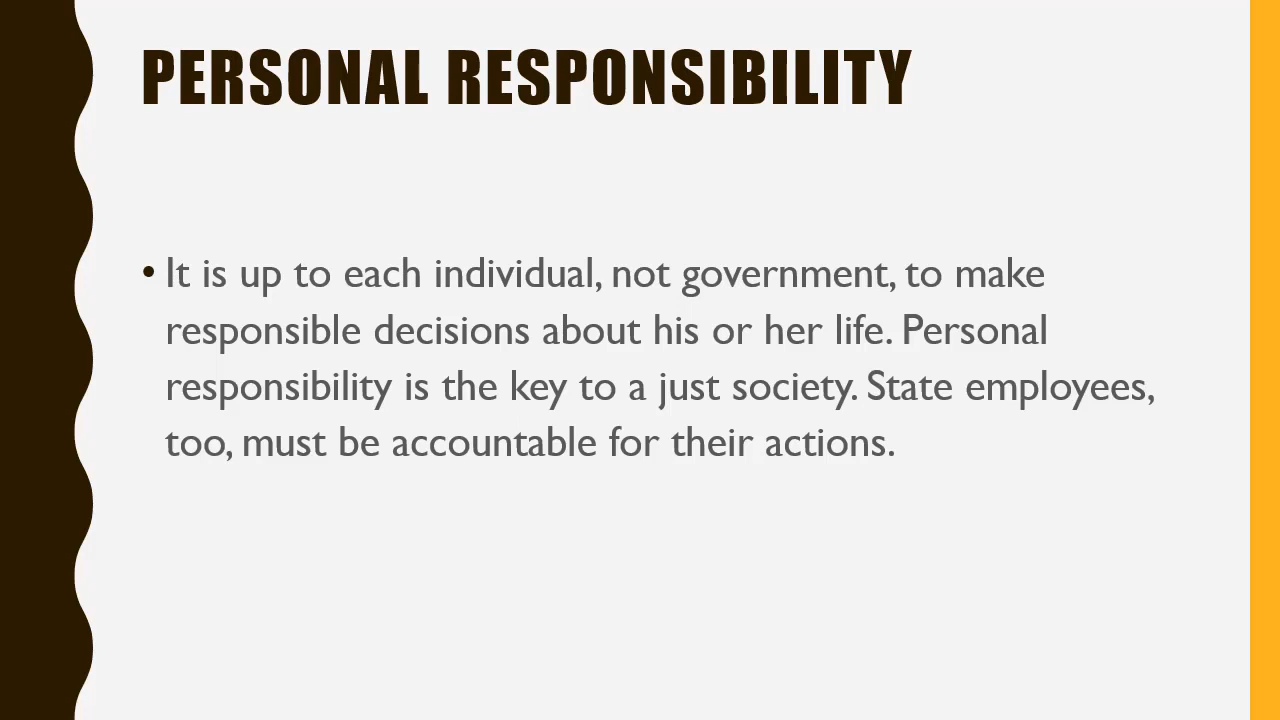 PERSONAL RESPONSIBILITY
• It is up to each individual, not government, to make
responsible decisions about his or her life. Personal
responsibility is the key to a just society. State employees,
too, must be accountable for their actions.